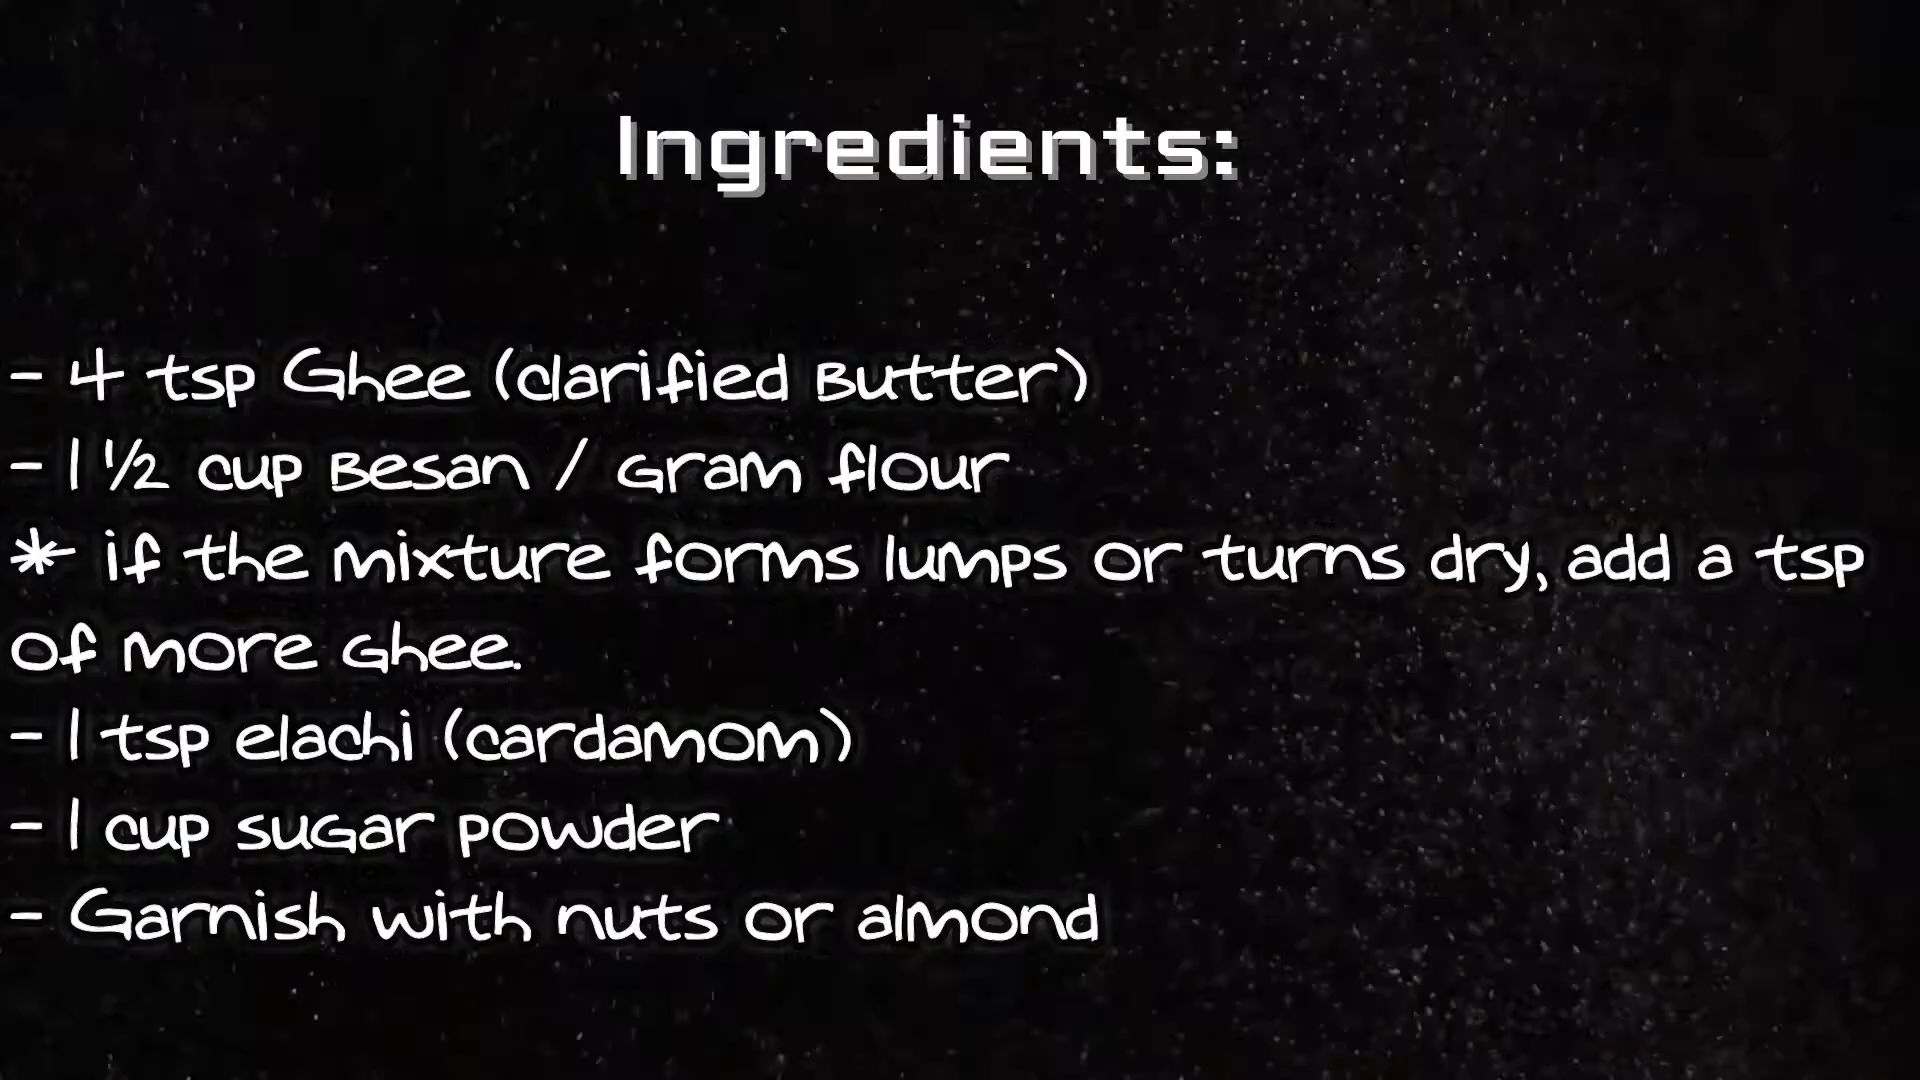 Ingredients:
- 4 tsp Ghee (clarified Butter)
- 1 ½ cup Besan / Gram flour
* if the mixture forms lumps or turns dry, add a tsp
of more Ghee.
- 1 tsp elachi (cardamom)
- 1 cup sugar powder
- Garnish with nuts or almond